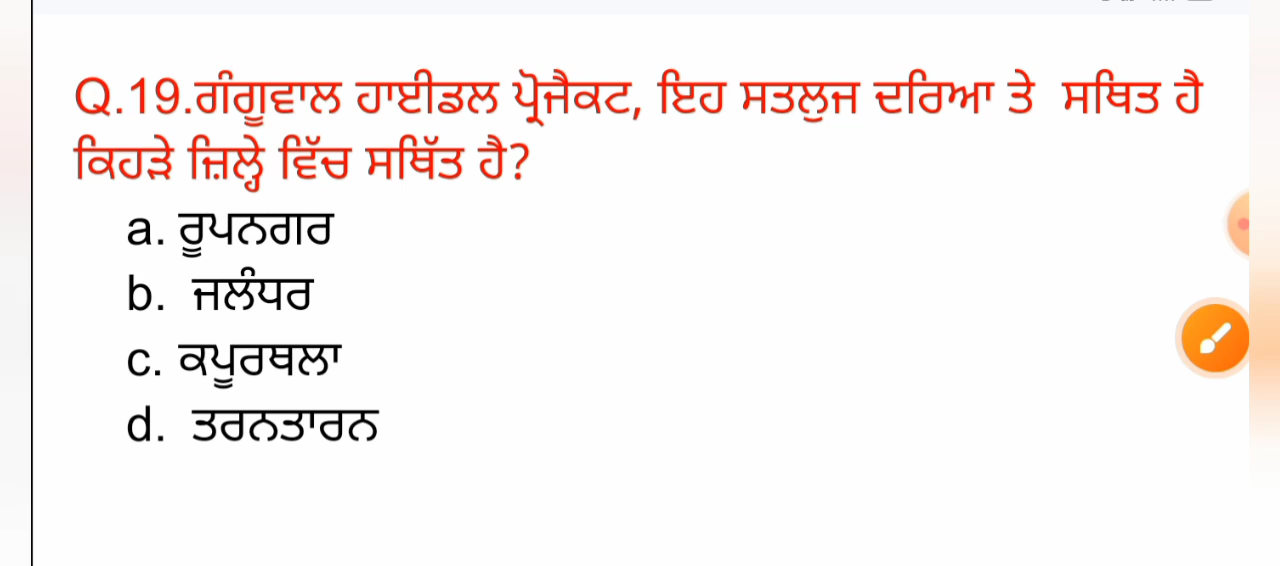 Q.19.ਗੰਗੂਵਾਲ ਹਾਈਡਲ ਪ੍ਰੋਜੈਕਟ, ਇਹ ਸਤਲੁਜ ਦਰਿਆ ਤੇ ਸਥਿਤ ਹੈ
ਕਿਹੜੇ ਜ਼ਿਲ੍ਹੇ ਵਿੱਚ ਸਥਿੱਤ ਹੈ?
a. ਰੂਪਨਗਰ
b. ਜਲੰਧਰ
c. ਕਪੂਰਥਲਾ
d. ਤਰਨਤਾਰਨ